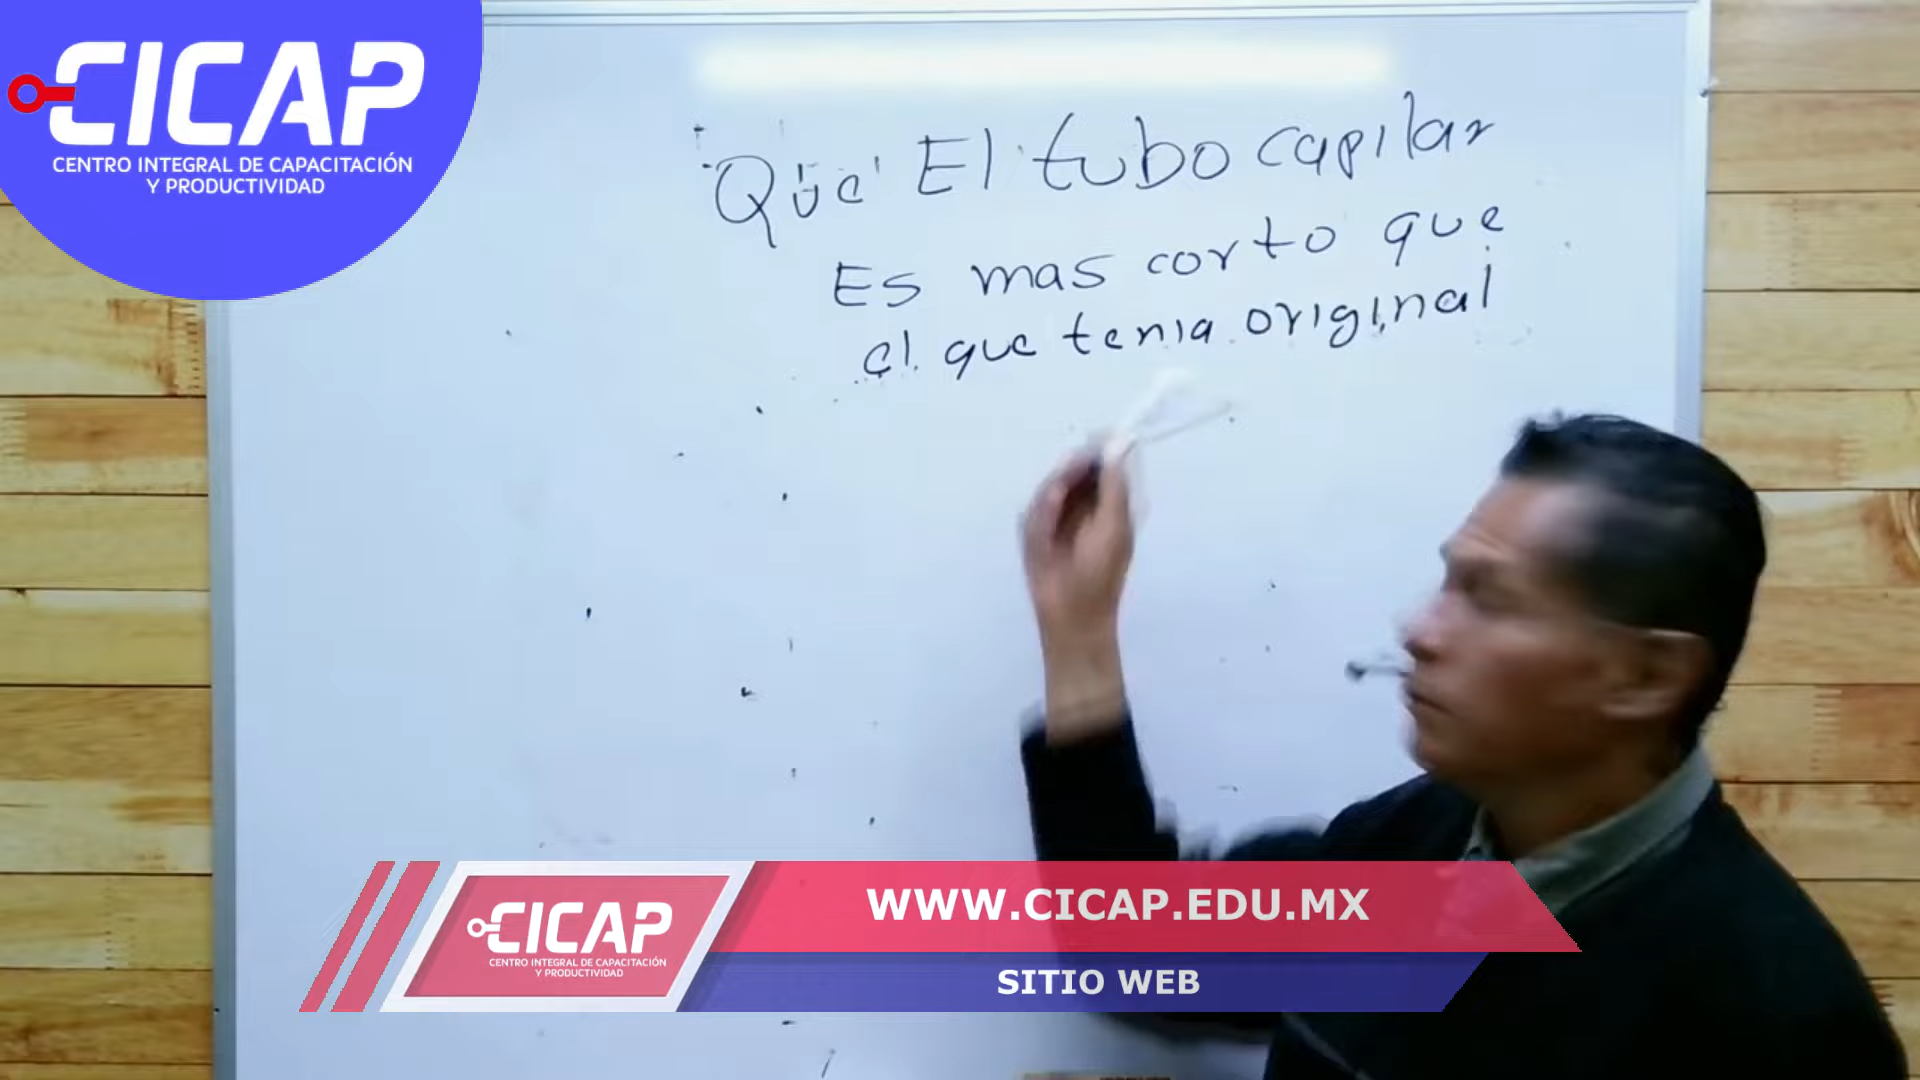 CICAP
CENTRO INTEGRAL DE CAPACITACIÓN
Y PRODUCTIVIDAD
Que El tubo capilar
Es mas corto que
el que tenia original
WWW.CICAP.EDU.MX
CICAP
CENTRO INTEGRAL DE CAPACITACIÓN
Y PRODUCTIVIDAD
SITIO WEB